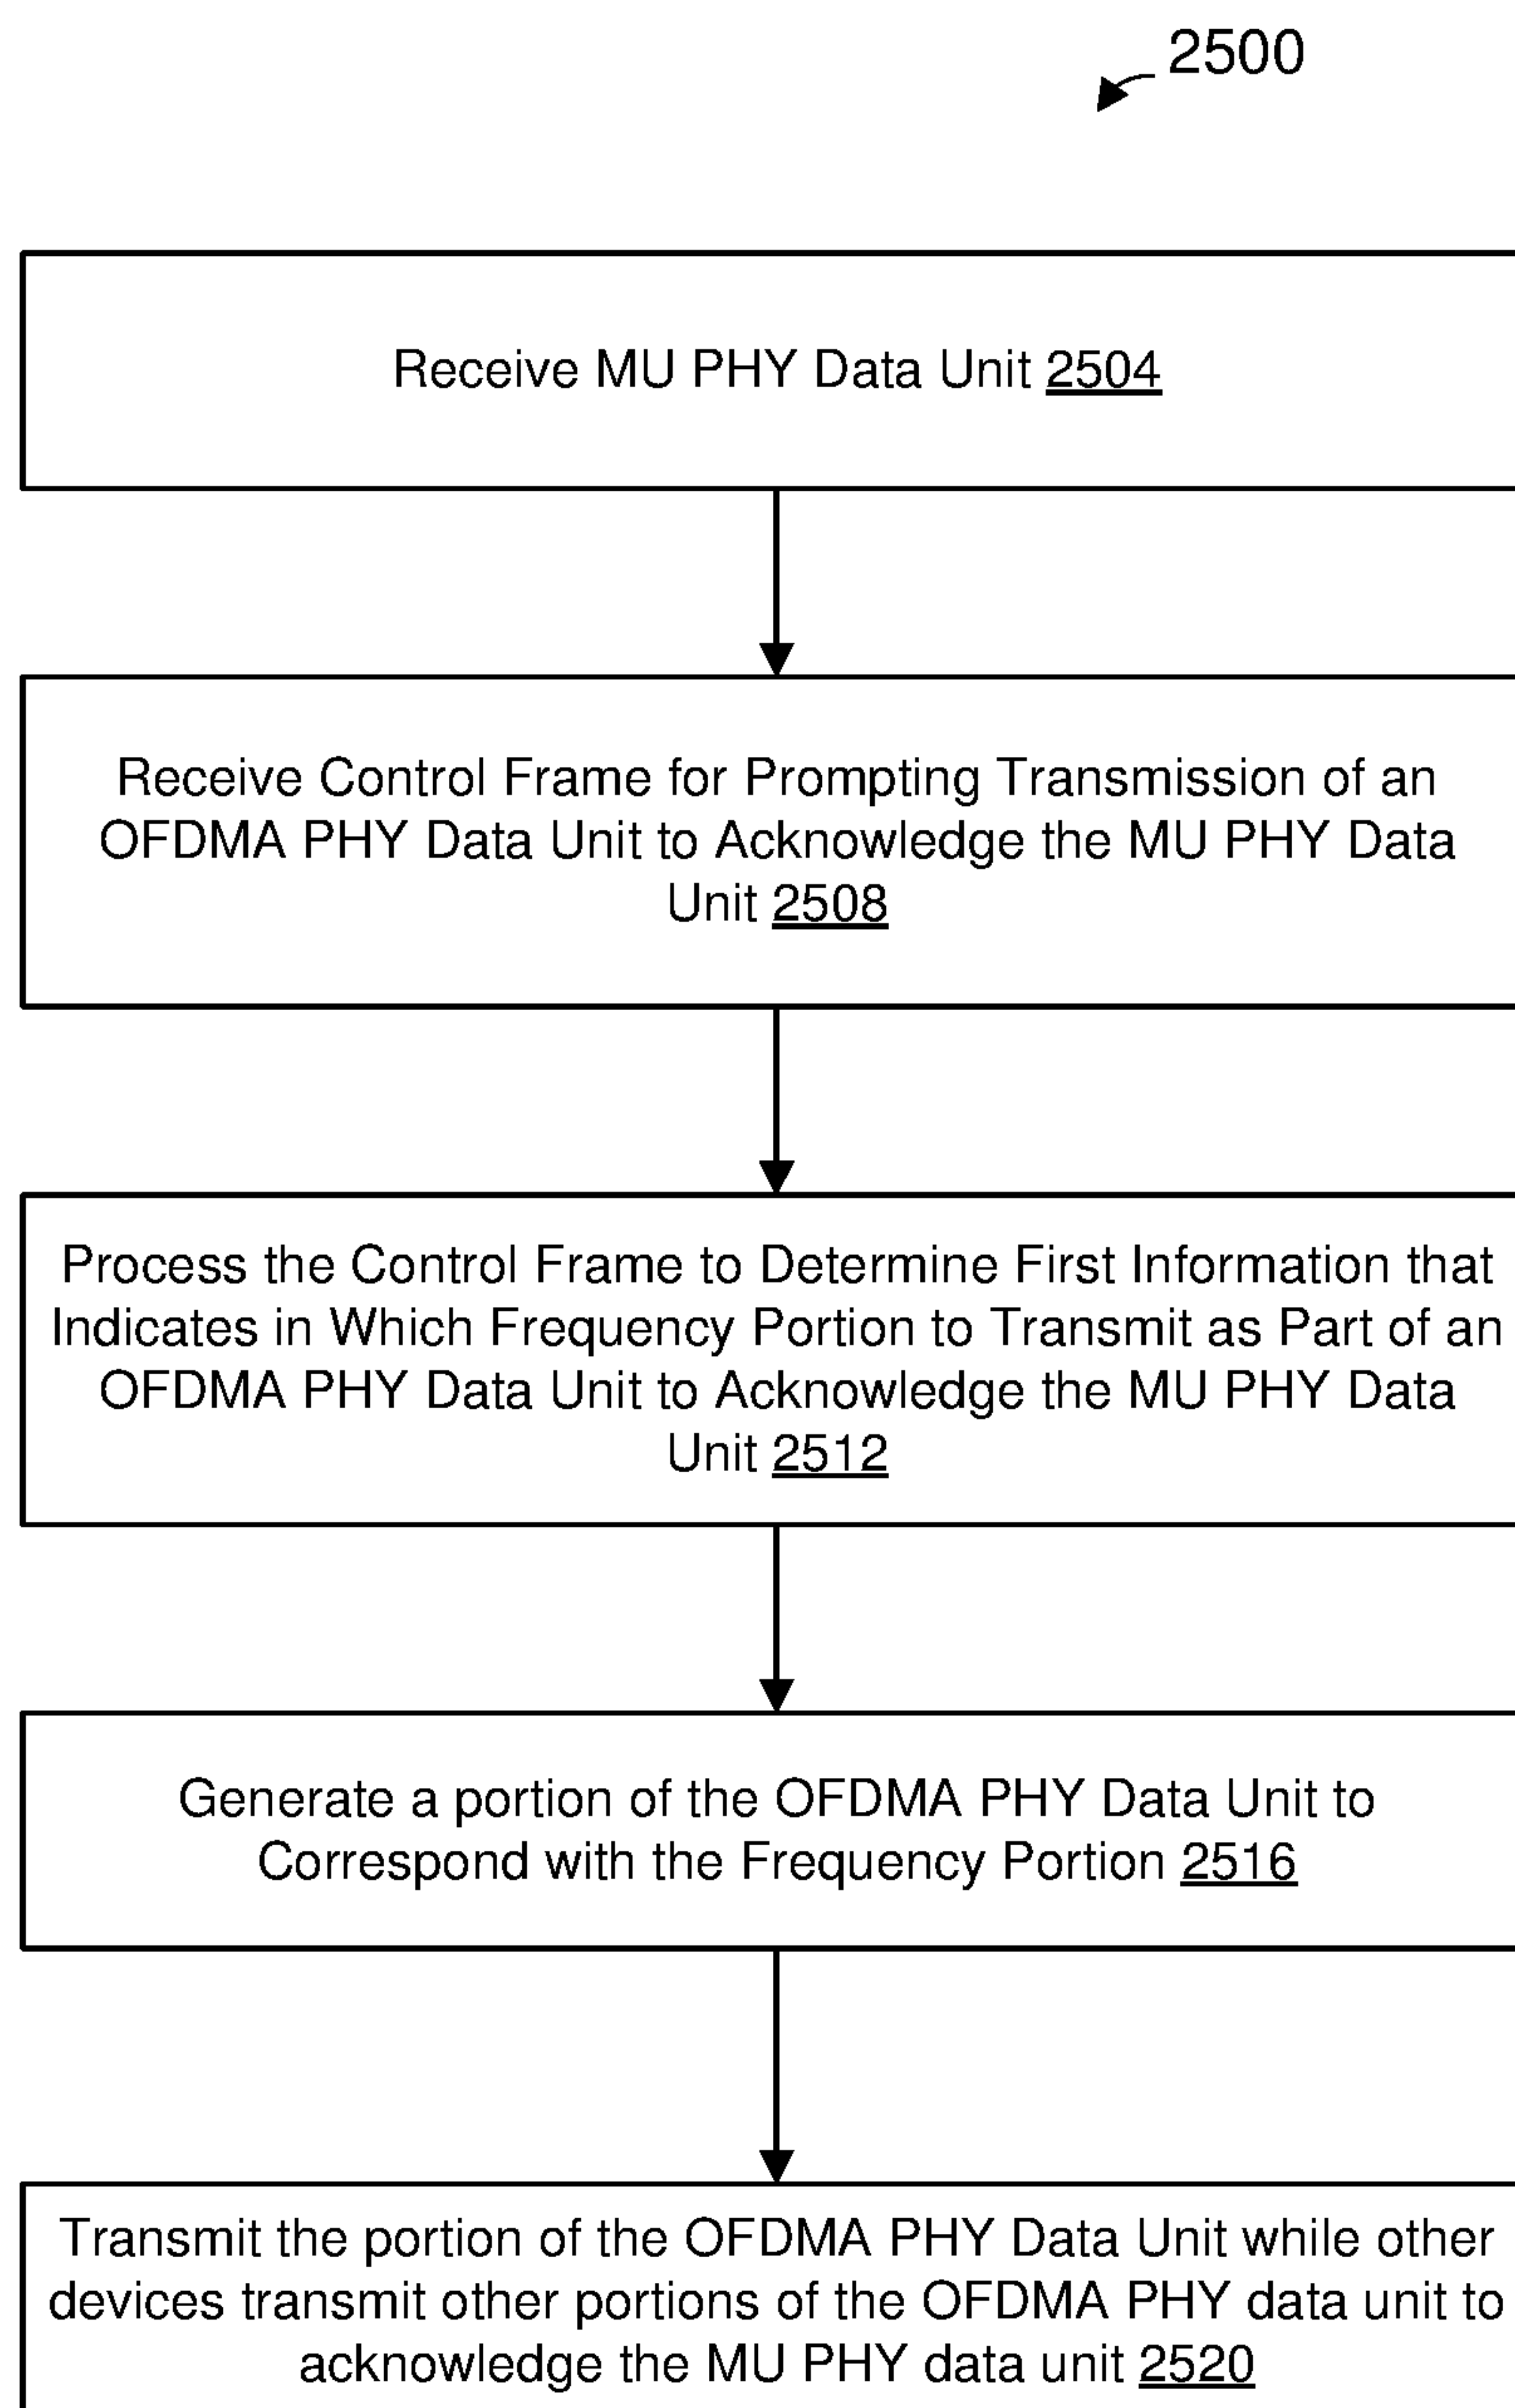 2500
Receive MU PHY Data Unit 2504
Receive Control Frame for Prompting Transmission of an
OFDMA PHY Data Unit to Acknowledge the MU PHY Data
Unit 2508
Process the Control Frame to Determine First Information that
Indicates in Which Frequency Portion to Transmit as Part of an
OFDMA PHY Data Unit to Acknowledge the MU PHY Data
Unit 2512
Generate a portion of the OFDMA PHY Data Unit to
Correspond with the Frequency Portion 2516
Transmit the portion of the OFDMA PHY Data Unit while other
devices transmit other portions of the OFDMA PHY data unit to
acknowledge the MU PHY data unit 2520